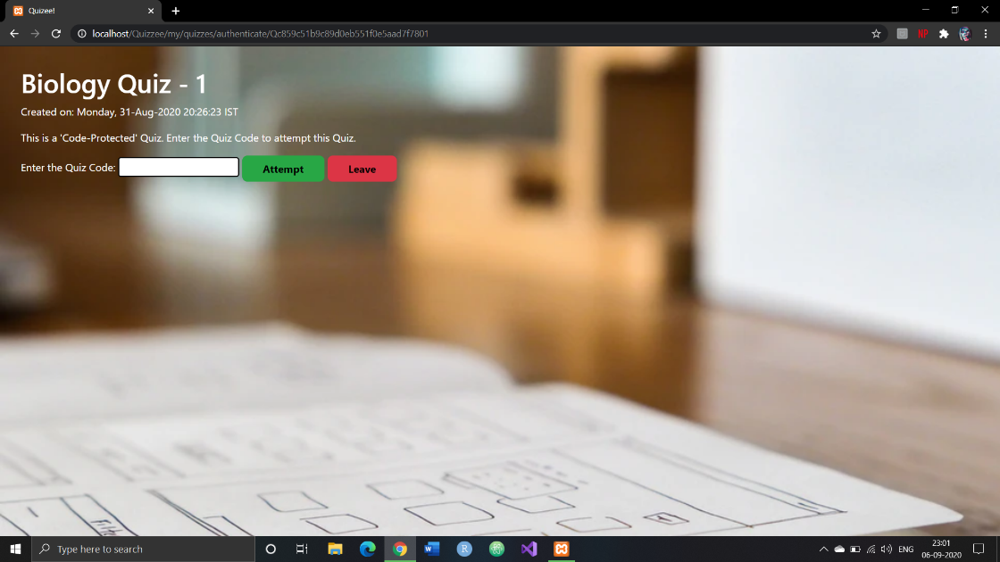 Quizee!
localhost/Quizzee/my/quizzes/authenticate/Qc859c51b9c89d0eb551f0e5aad7f7801
NP
Biology Quiz - 1
Created on: Monday, 31-Aug-2020 20:26:23 IST
This is a 'Code-Protected' Quiz. Enter the Quiz Code to attempt this Quiz.
Enter the Quiz Code: Attempt Leave
Type here to search
ENG
23:01
06-09-2020